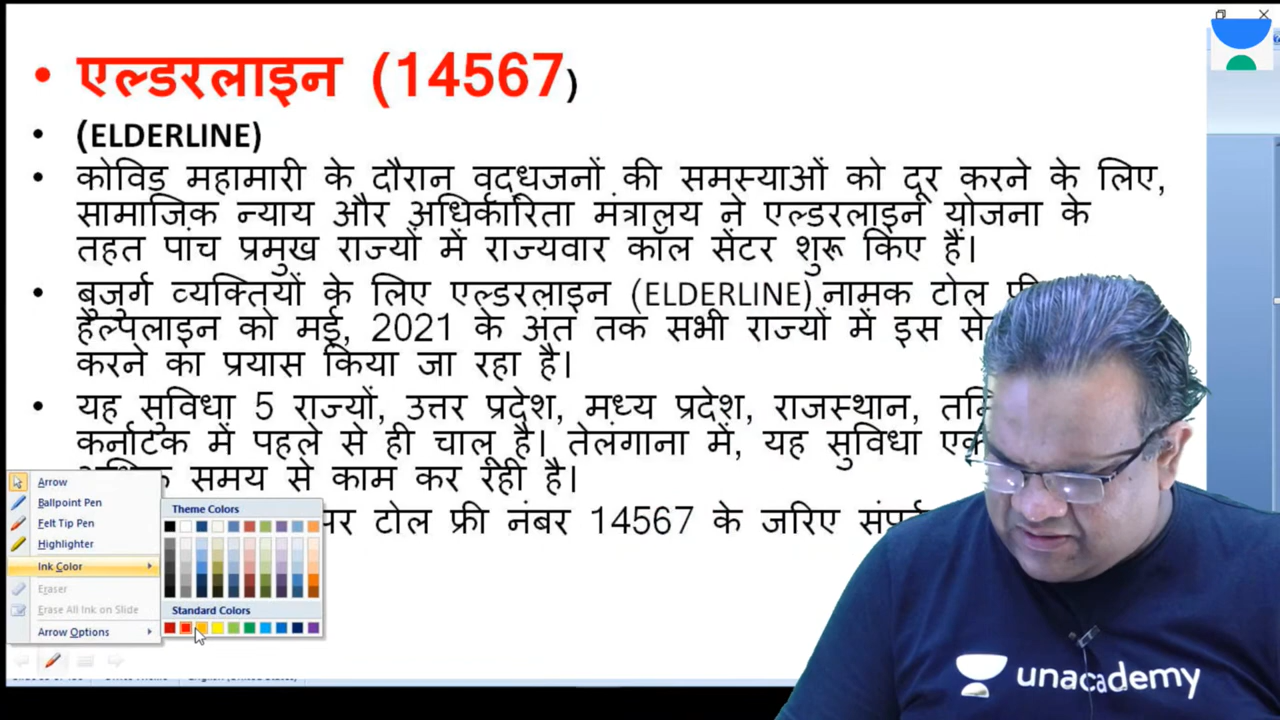 • एल्डरलाइन (14567)
• (ELDERLINE)
• कोविड महामारी के दौरान वृद्धजनों की समस्याओं को दूर करने के लिए,
सामाजिक न्याय और अधिकारिता मंत्रालय ने एल्डरलाइन योजना के
तहत पांच प्रमुख राज्यों में राज्यवार कॉल सेंटर शुरू किए हैं।
• बुजुर्ग व्यक्तियों के लिए एल्डरलाइन (ELDERLINE) नामक टोल
हेल्पलाइन को मई, 2021 के अंत तक सभी राज्यों में इस
करने का प्रयास किया जा रहा है।
• यह सुविधा 5 राज्यों, उत्तर प्रदेश, मध्य प्रदेश, राजस्थान,
कर्नाटक में पहले से ही चालू है। तेलंगाना में, यह सुविधा
समय से काम कर रही है।
पर टोल फ्री नंबर 14567 के जरिए
Arrow
Ballpoint Pen
Felt Tip Pen
Highlighter
Ink Color
Eraser
Erase All Ink on Slide
Arrow Options
Theme Colors
Standard Colors
unacademy